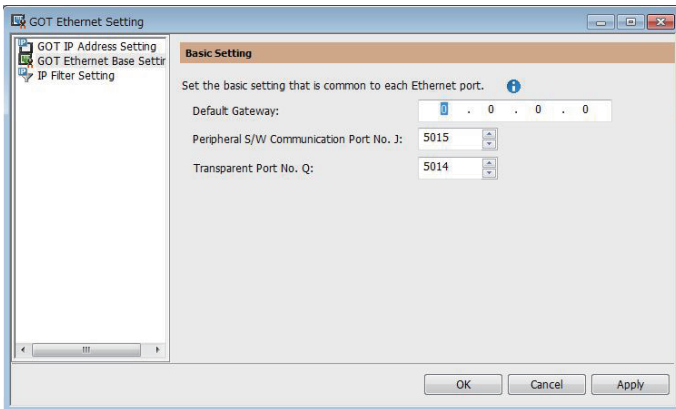 GOT Ethernet Setting
GOT IP Address Setting
GOT Ethernet Base Settir
IP Filter Setting
Basic Setting
Set the basic setting that is common to each Ethernet port.
Default Gateway: 0 . 0 . 0 . 0
Peripheral S/W Communication Port No. J: 5015
Transparent Port No. Q: 5014
OK Cancel Apply